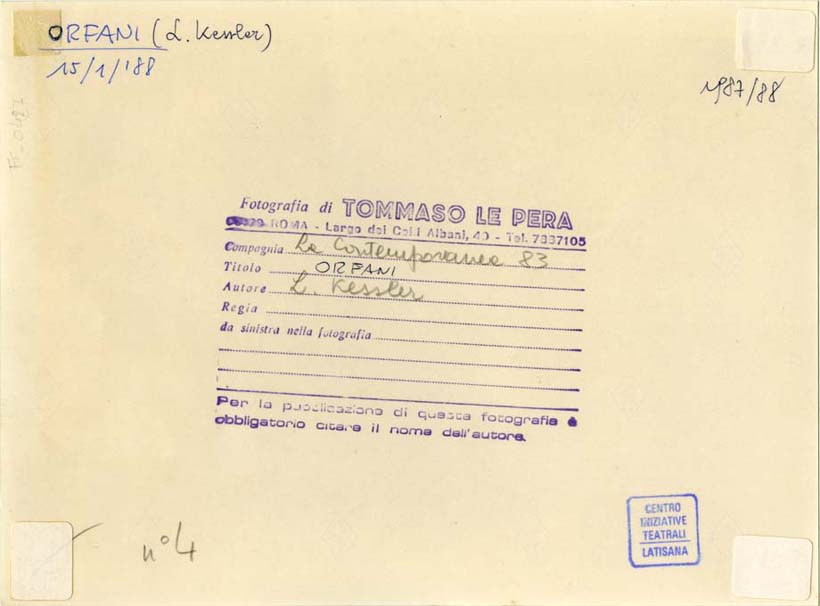 ORFANI (L. Kessler)
15/1/'88
1987/88
Fotografia di TOMMASO LE PERA
ROMA - Largo dei Colli Albani, 40 - Tel. 7837105
Compagnia La Contemporanea 83
Titolo ORFANI
Autore L. Kessler
Regia
da sinistra nella fotografia
Per la pubblicazione di questa fotografia è
obbligatorio citare il nome dell'autore.
n° 4
CENTRO
INIZIATIVE
TEATRALI
LATISANA